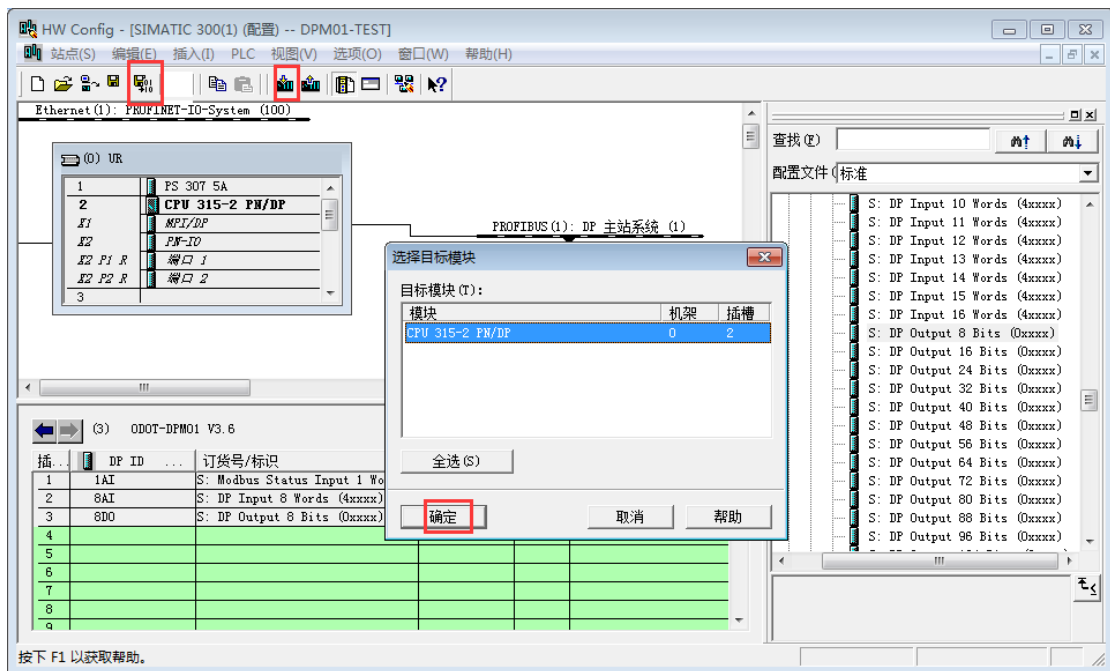 HW Config - [SIMATIC 300(1) (配置) -- DPM01-TEST]
站点(S) 编辑(E) 插入(I) PLC 视图(V) 选项(O) 窗口(W) 帮助(H)
Ethernet(1): PROFINET-IO-System (100)
(0) UR
1 PS 307 5A
2 CPU 315-2 PN/DP
X1 MPI/DP
X2 PN-IO
X2 P1 R 端口 1
X2 P2 R 端口 2
3
PROFIBUS(1): DP 主站系统 (1)
选择目标模块
目标模块(T):
模块 机架 插槽
CPU 315-2 PN/DP 0 2
全选(S)
确定 取消 帮助
(3) ODOT-DPM01 V3.6
插... DP ID ... 订货号/标识
1 1AI S: Modbus Status Input 1 Wo
2 8AI S: DP Input 8 Words (4xxxx)
3 8DO S: DP Output 8 Bits (0xxxx)
4
5
6
7
8
9
查找(F)
配置文件( 标准
S: DP Input 10 Words (4xxxx)
S: DP Input 11 Words (4xxxx)
S: DP Input 12 Words (4xxxx)
S: DP Input 13 Words (4xxxx)
S: DP Input 14 Words (4xxxx)
S: DP Input 15 Words (4xxxx)
S: DP Input 16 Words (4xxxx)
S: DP Output 8 Bits (0xxxx)
S: DP Output 16 Bits (0xxxx)
S: DP Output 24 Bits (0xxxx)
S: DP Output 32 Bits (0xxxx)
S: DP Output 40 Bits (0xxxx)
S: DP Output 48 Bits (0xxxx)
S: DP Output 56 Bits (0xxxx)
S: DP Output 64 Bits (0xxxx)
S: DP Output 72 Bits (0xxxx)
S: DP Output 80 Bits (0xxxx)
S: DP Output 88 Bits (0xxxx)
S: DP Output 96 Bits (0xxxx)
按下 F1 以获取帮助。